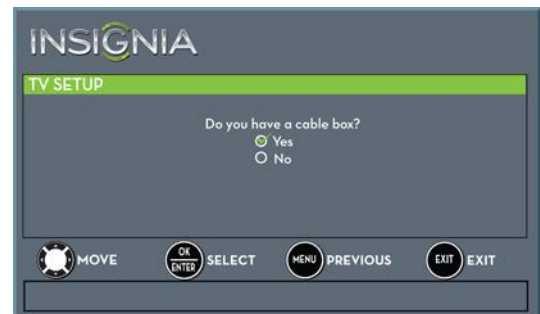 INSIGNIA
TV SETUP
Do you have a cable box?
Yes
No
MOVE OK ENTER SELECT MENU PREVIOUS EXIT EXIT